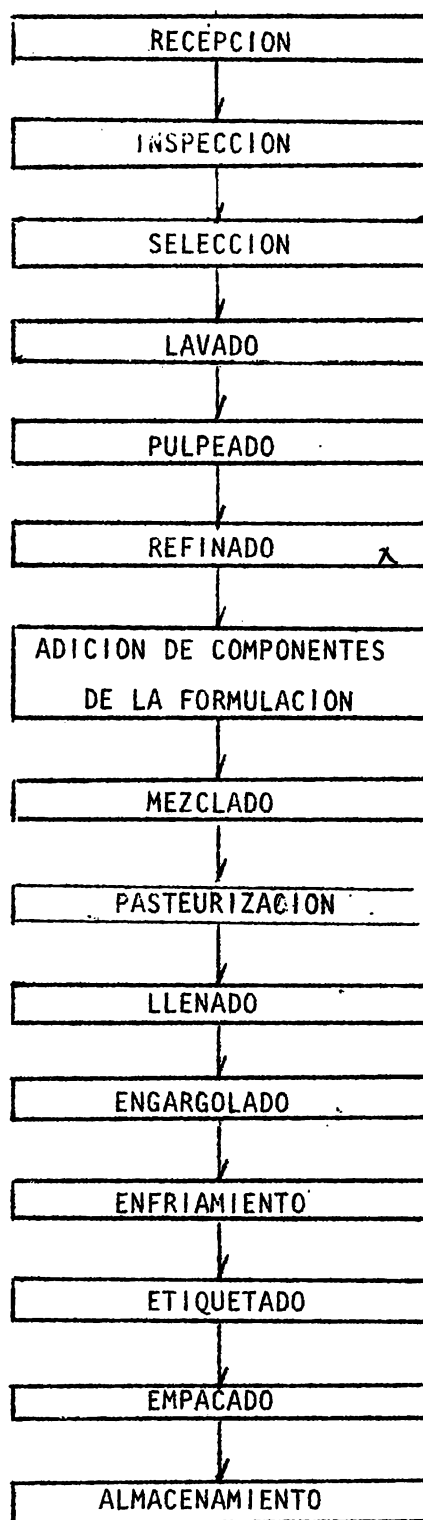 RECEPCION
INSPECCION
SELECCION
LAVADO
PULPEADO
REFINADO
ADICION DE COMPONENTES
DE LA FORMULACION
MEZCLADO
PASTEURIZACION
LLENADO
ENGARGOLADO
ENFRIAMIENTO
ETIQUETADO
EMPACADO
ALMACENAMIENTO